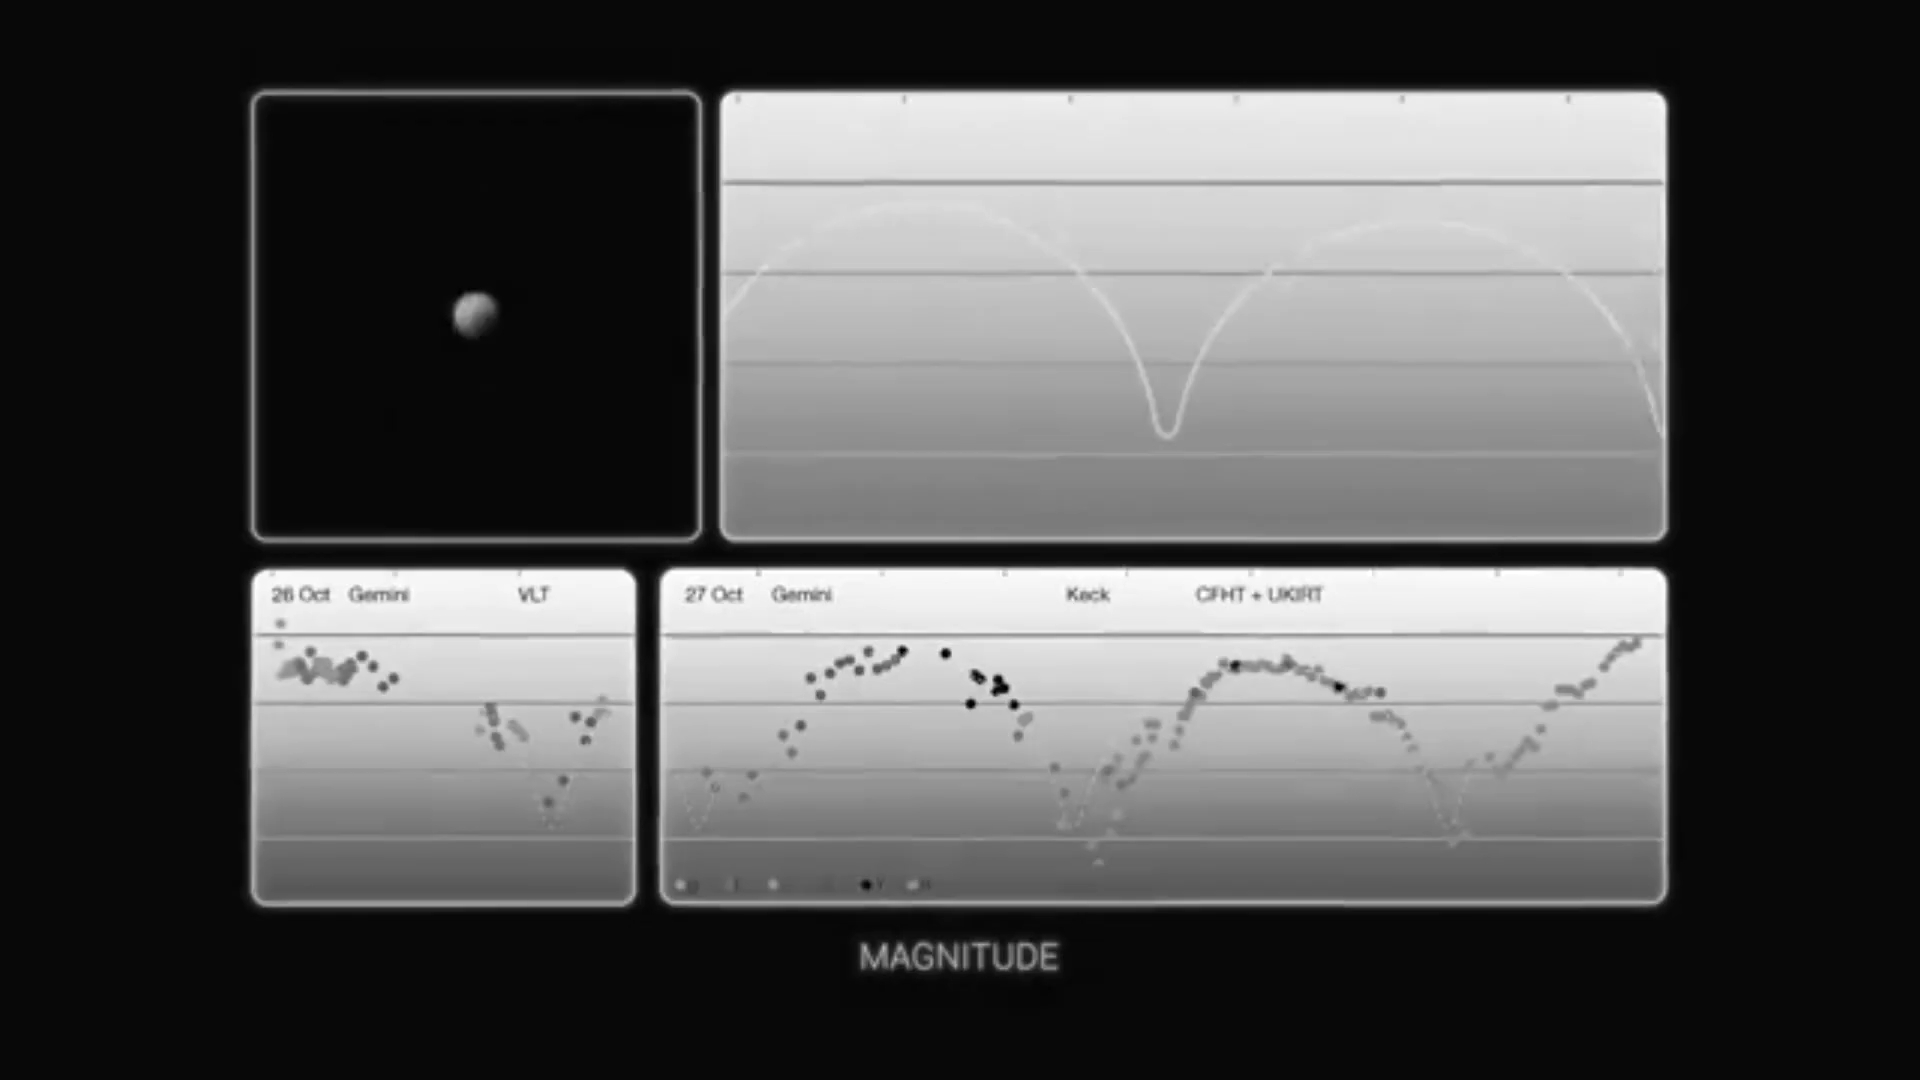 26 Oct Gemini VLT
27 Oct Gemini Keck CFHT + UKIRT
MAGNITUDE